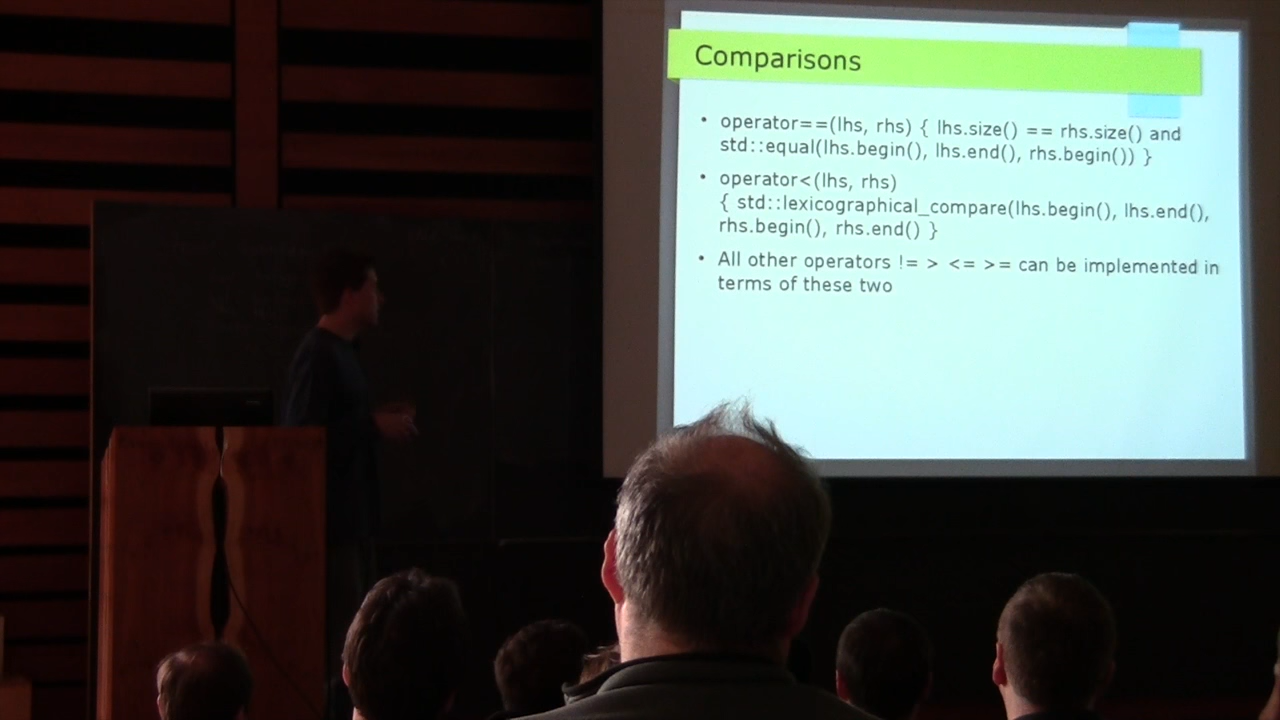 Comparisons
• operator==(lhs, rhs) { lhs.size() == rhs.size() and
std::equal(lhs.begin(), lhs.end(), rhs.begin()) }
• operator<(lhs, rhs)
{ std::lexicographical_compare(lhs.begin(), lhs.end(),
rhs.begin(), rhs.end() }
• All other operators != > <= >= can be implemented in
terms of these two